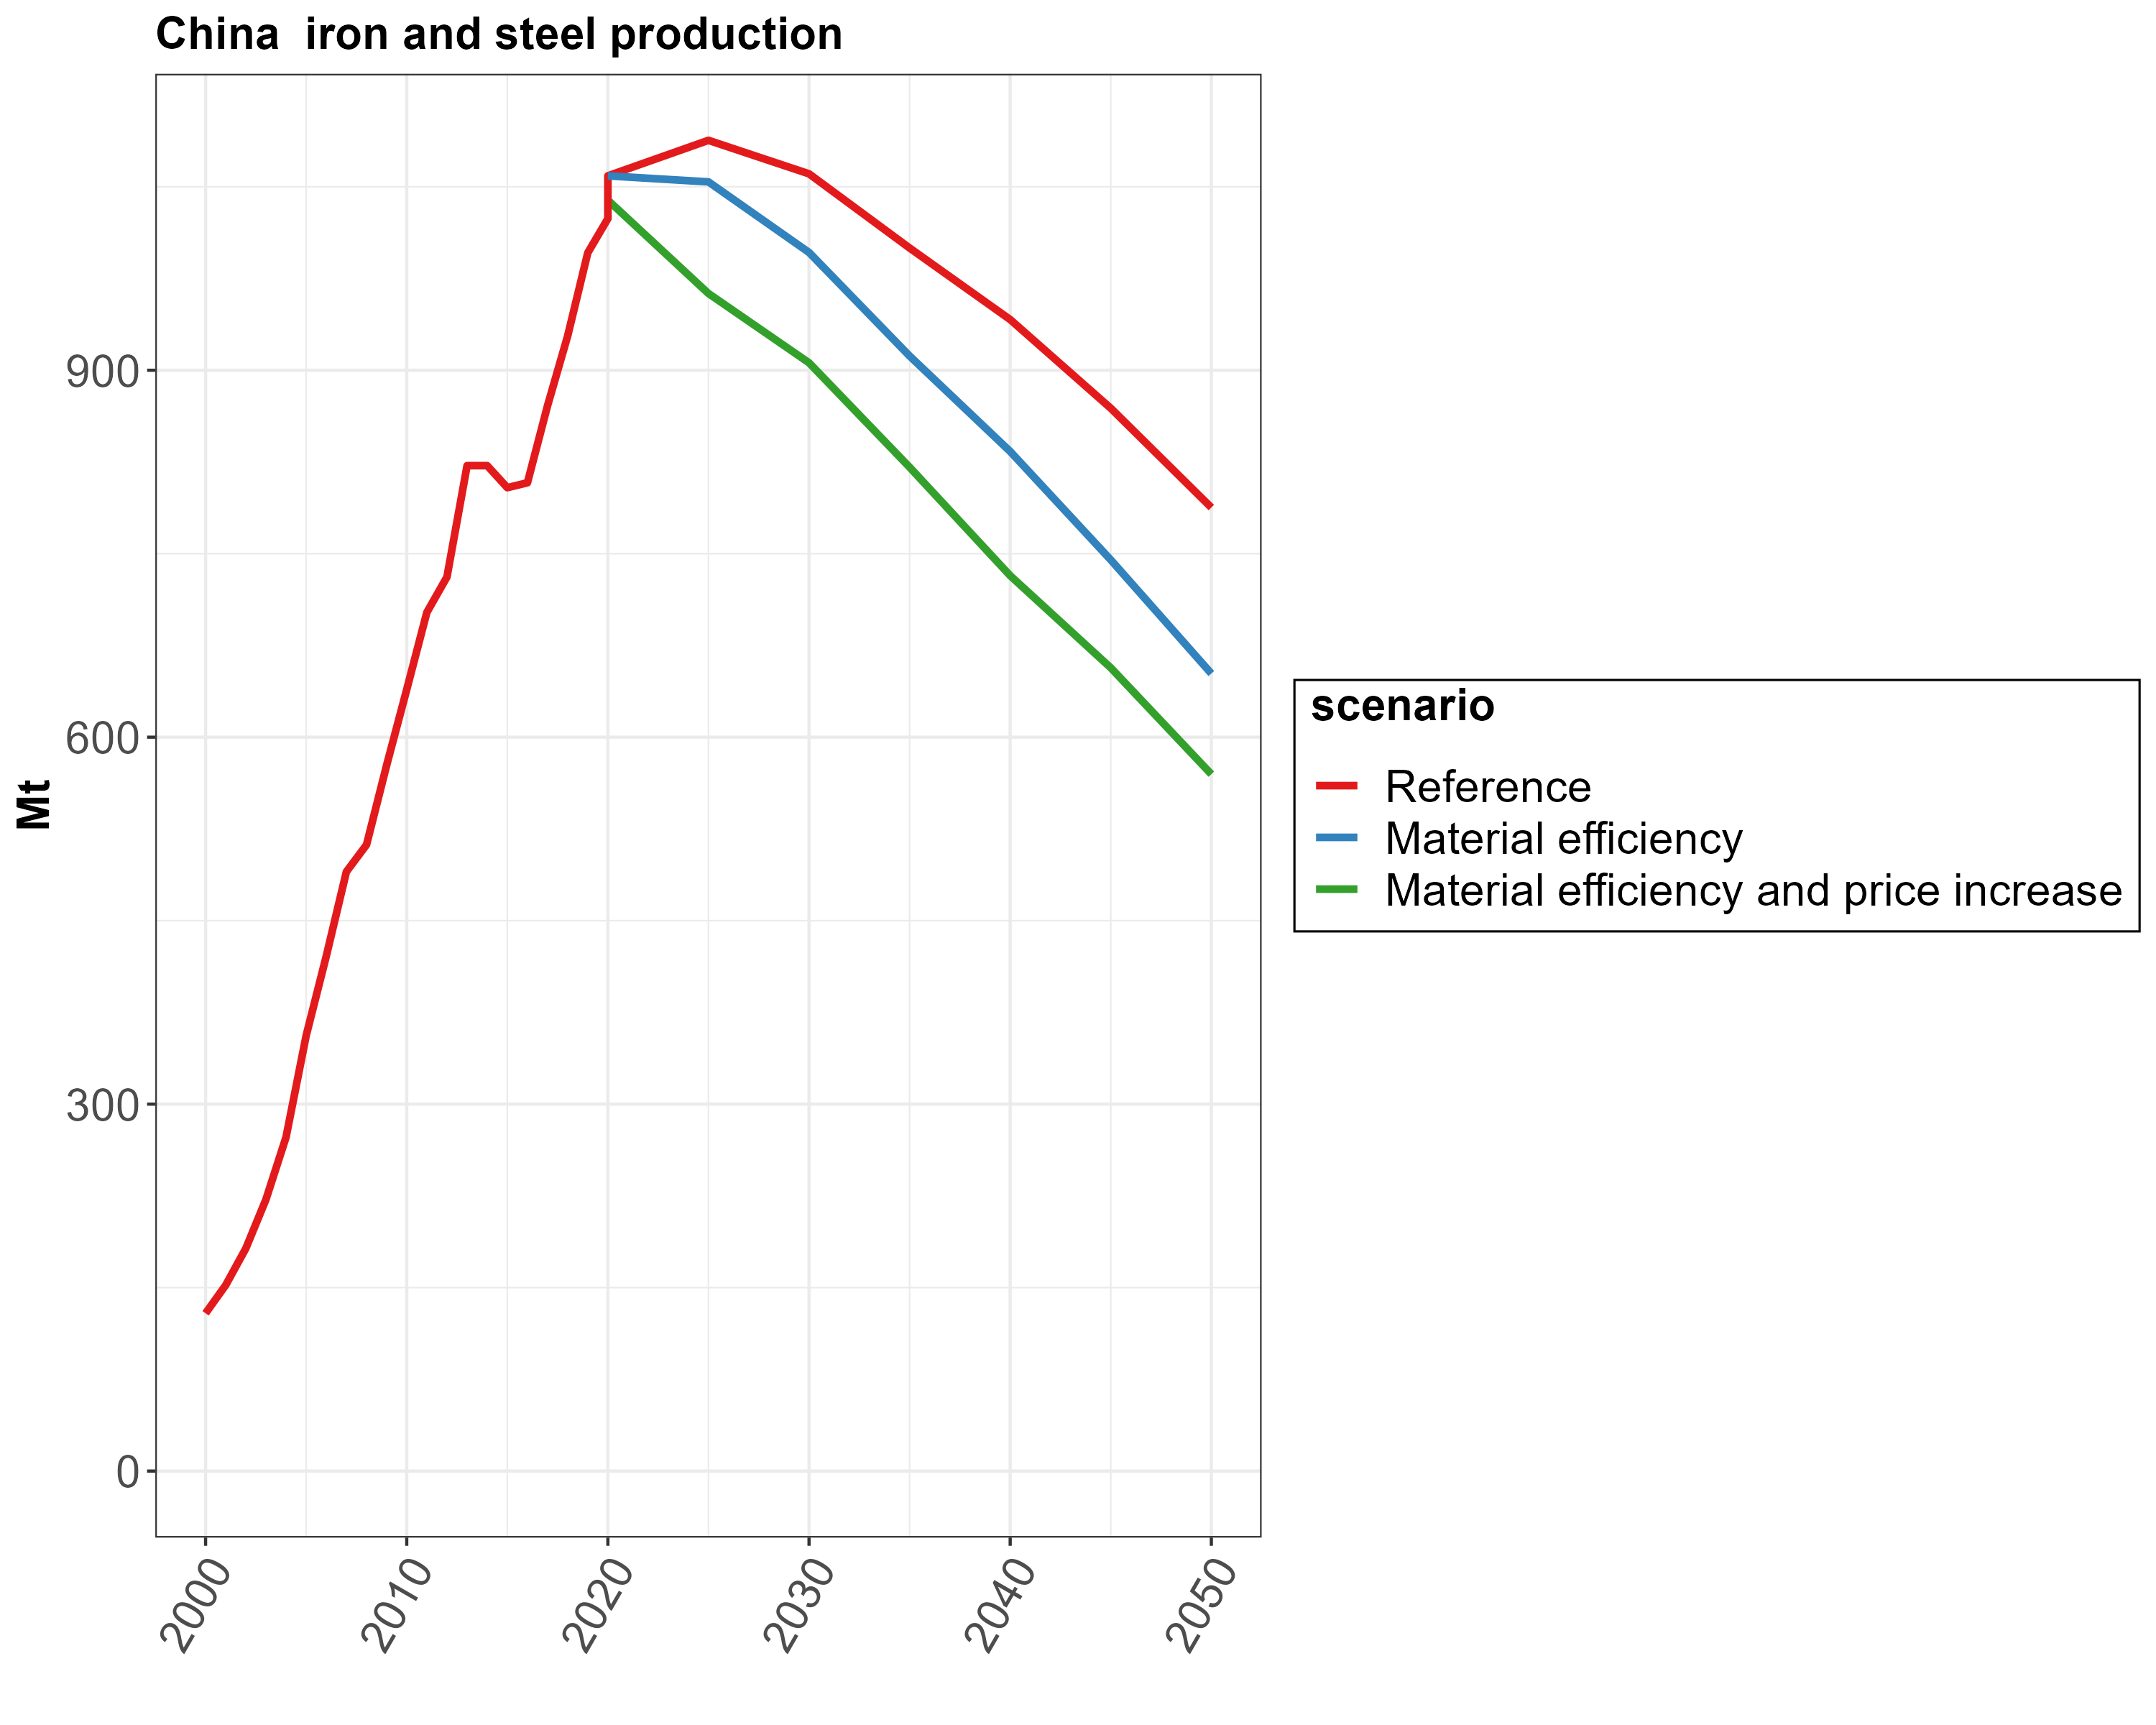 China  iron and steel production
Mt
900
600
300
0
2000
2010
2020
2030
2040
2050
scenario
Reference
Material efficiency
Material efficiency and price increase